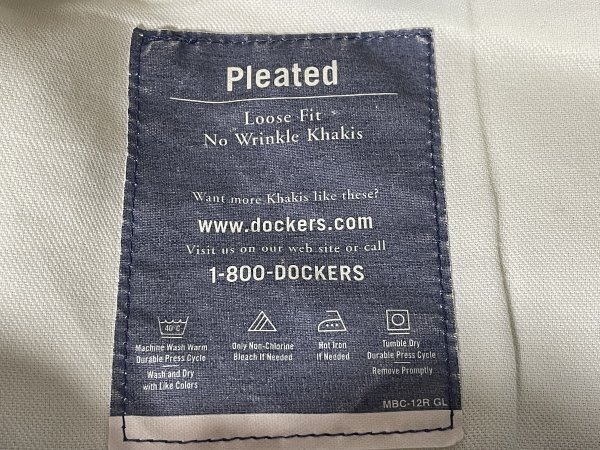 Pleated
Loose Fit
No Wrinkle Khakis
Want more Khakis like these?
www.dockers.com
Visit us on our web site or call
1-800-DOCKERS
40°C
Machine Wash Warm
Durable Press Cycle
Wash and Dry
with Like Colors
Only Non-Chlorine
Bleach If Needed
Hot Iron
If Needed
Tumble Dry
Durable Press Cycle
Remove Promptly
MBC-12R GL